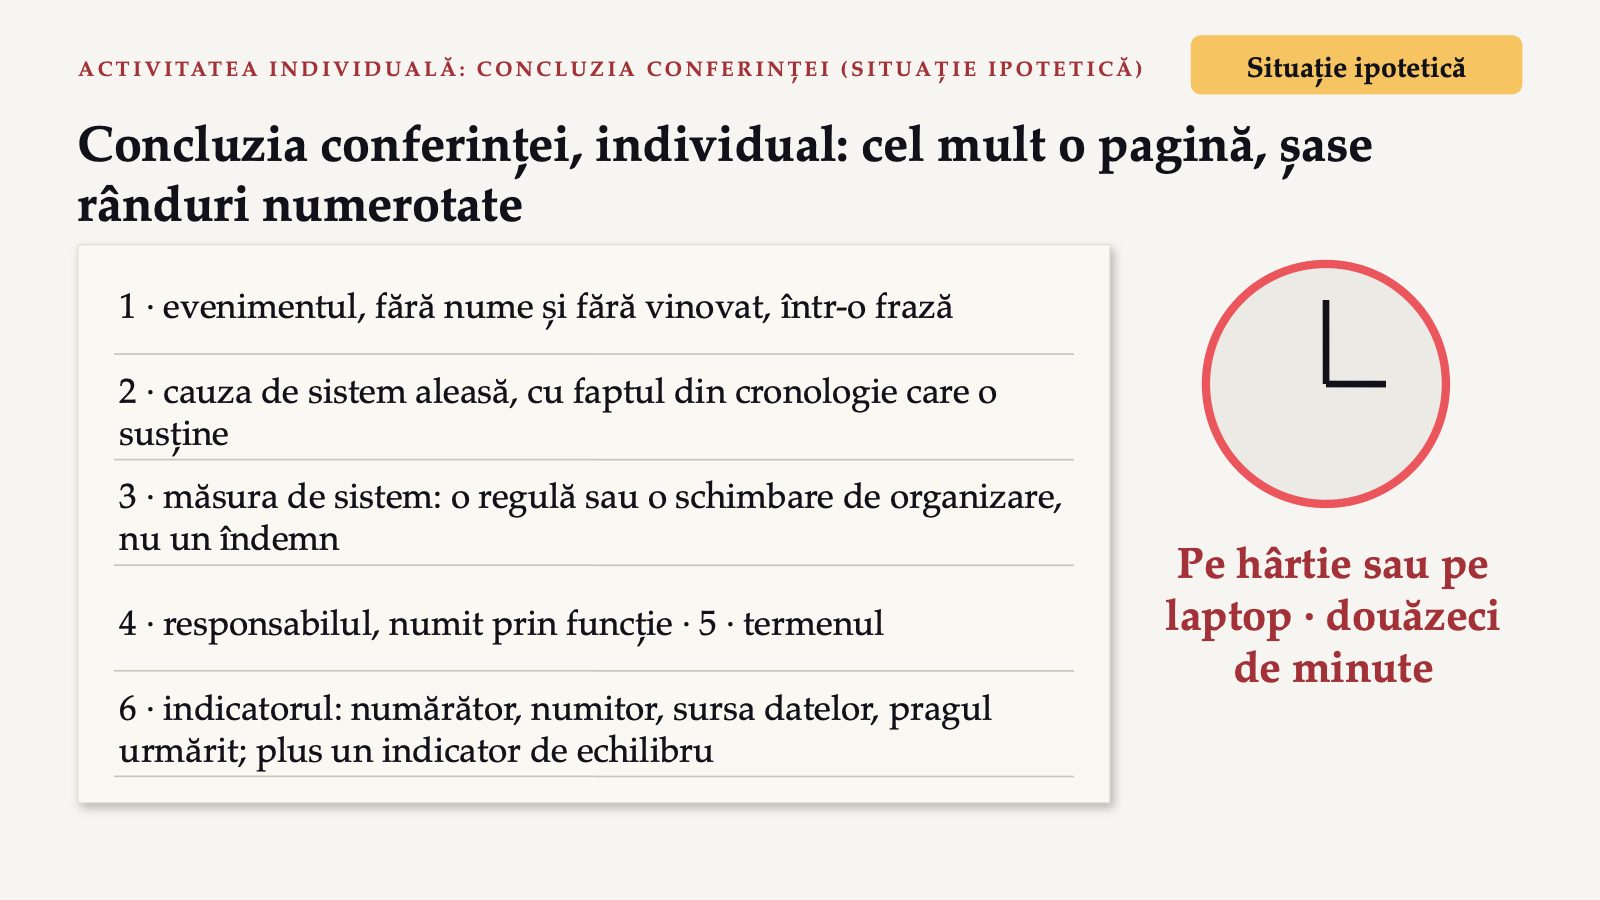 ACTIVITATEA INDIVIDUALĂ: CONCLUZIA CONFERINȚEI (SITUAȚIE IPOTETICĂ)
Situație ipotetică
Concluzia conferinței, individual: cel mult o pagină, șase
rânduri numerotate
1 · evenimentul, fără nume și fără vinovat, într-o frază
2 · cauza de sistem aleasă, cu faptul din cronologie care o
susține
3 · măsura de sistem: o regulă sau o schimbare de organizare,
nu un îndemn
4 · responsabilul, numit prin funcție · 5 · termenul
6 · indicatorul: numărător, numitor, sursa datelor, pragul
urmărit; plus un indicator de echilibru
Pe hârtie sau pe
laptop · douăzeci
de minute